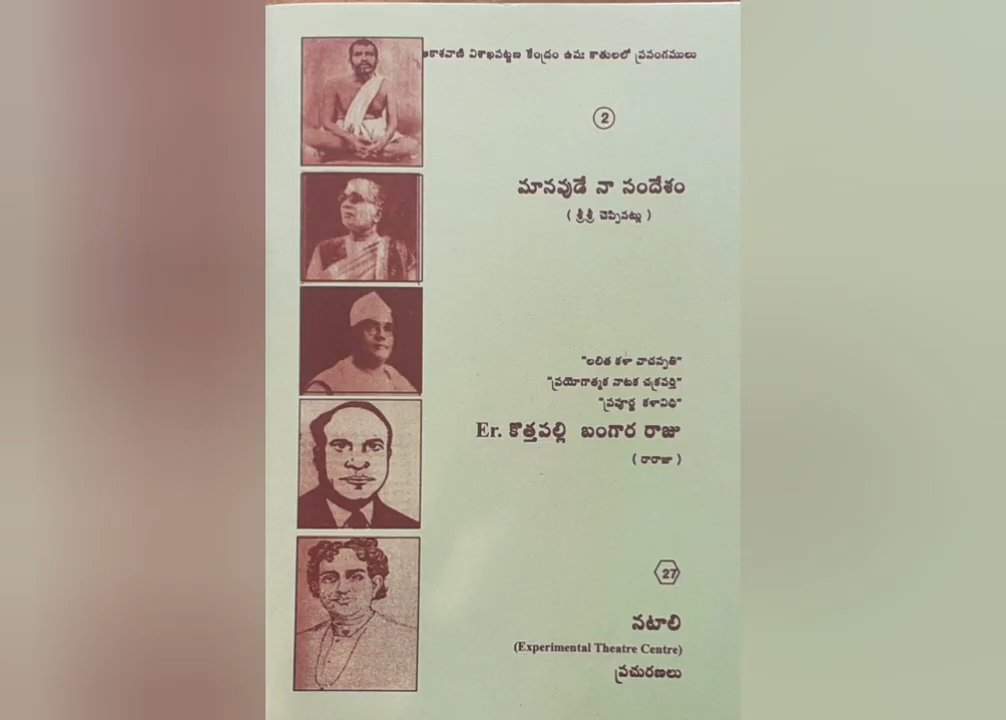 ఆకాశవాణి విశాఖపట్టణ కేంద్రం ఉషః కాతులలో ప్రసంగములు
2
మానవుడే నా సందేశం
( శ్రీశ్రీ చెప్పినట్లు )
"లలిత కళా వాచస్పతి"
"ప్రయోగాత్మక నాటక చక్రవర్తి"
"ప్రపూర్ణ కళానిధి"
Er. కొత్తపల్లి బంగార రాజు
( రారాజు )
27
నటాలి
(Experimental Theatre Centre)
ప్రచురణలు